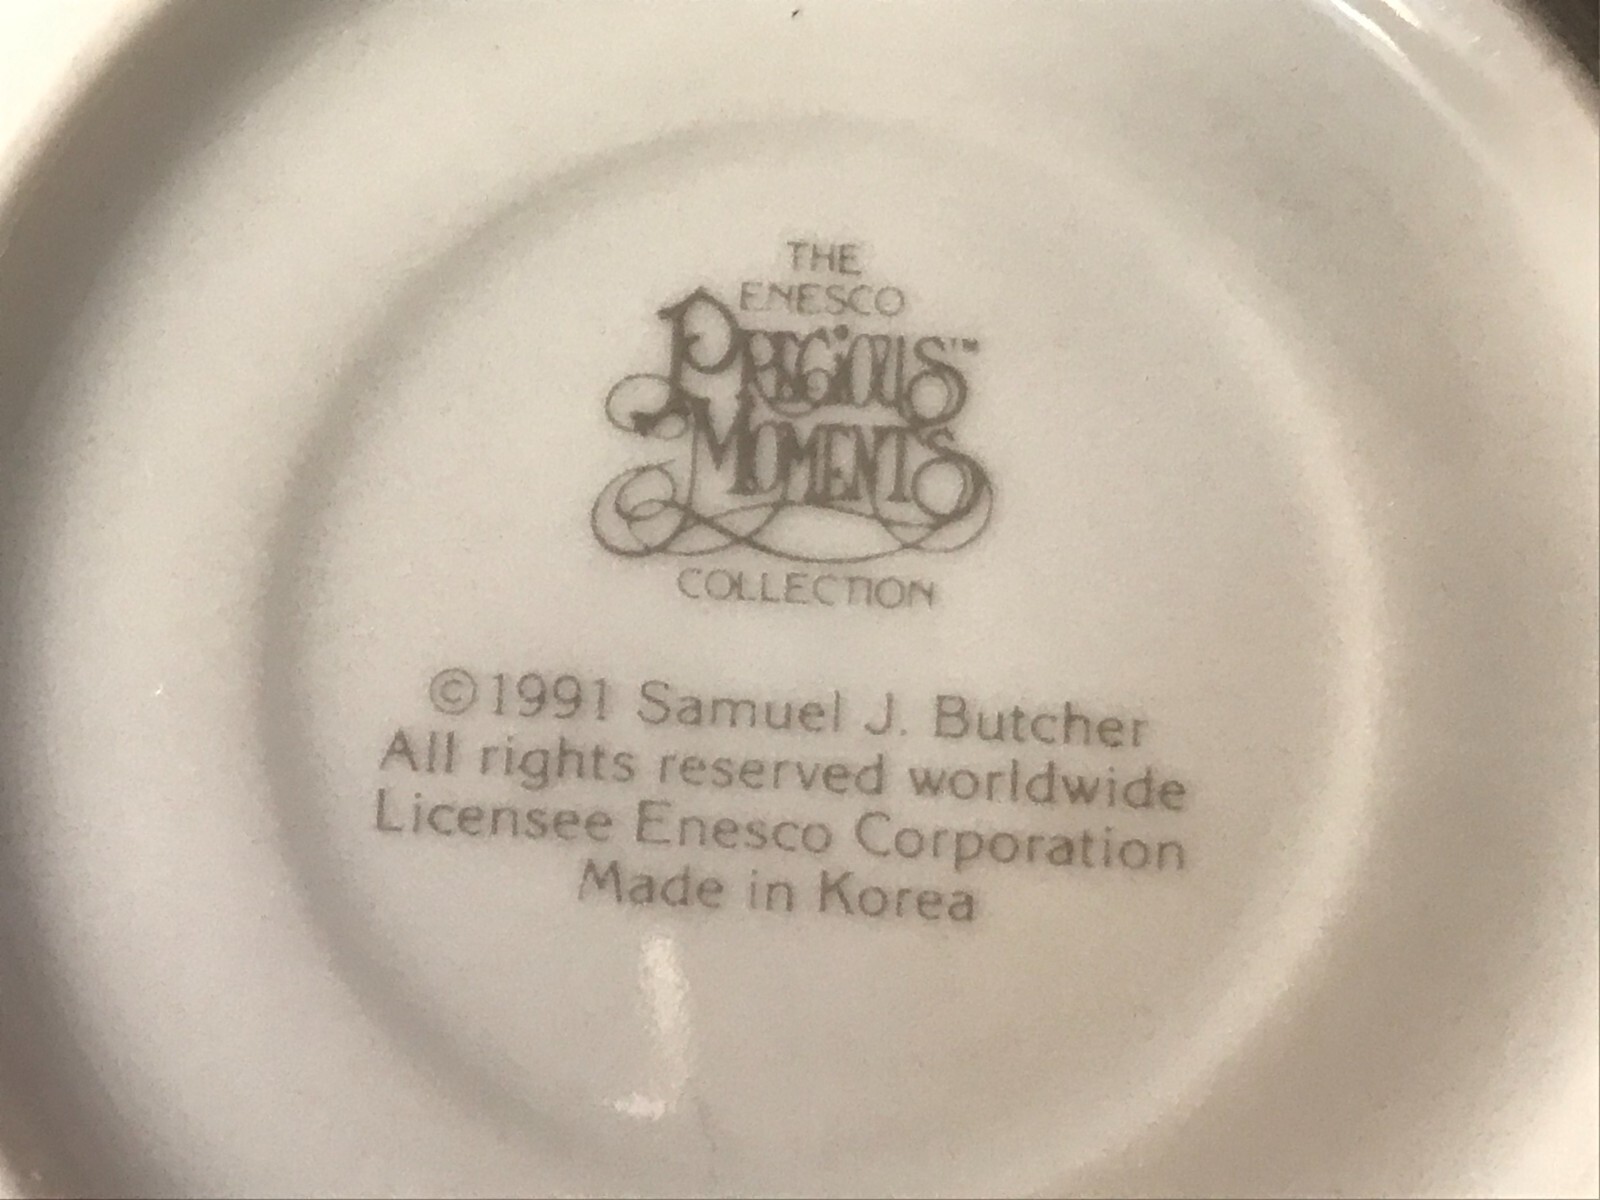 THE
ENESCO
PRECIOUS™
MOMENTS
COLLECTION
©1991 Samuel J. Butcher
All rights reserved worldwide
Licensee Enesco Corporation
Made in Korea